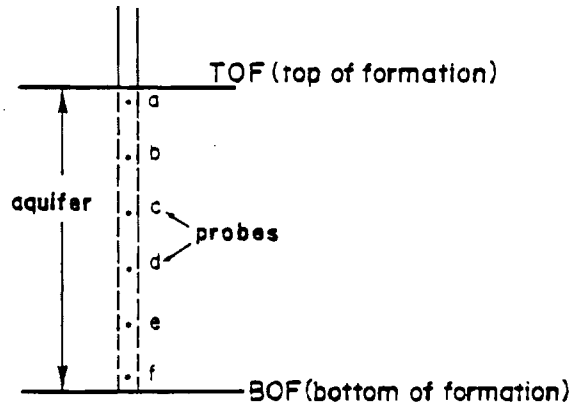 TOF (top of formation)
a
b
aquifer
c
probes
d
e
f
BOF (bottom of formation)